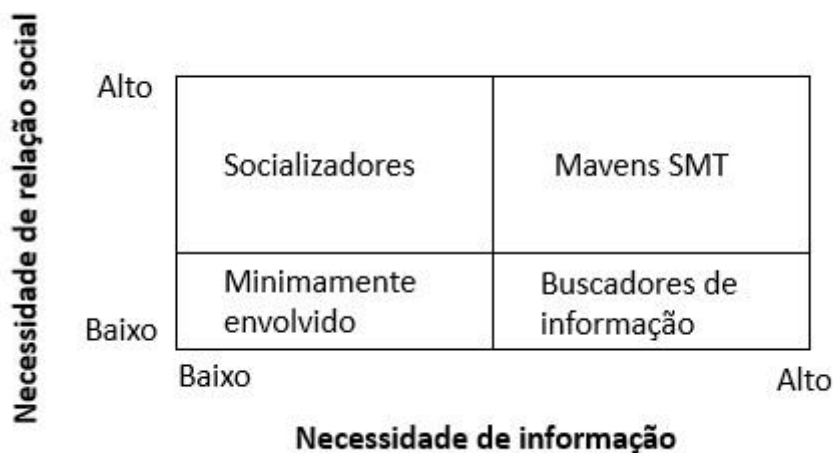 Necessidade de relação social
Alto
Socializadores
Mavens SMT
Minimamente
envolvido
Buscadores de
informação
Baixo
Baixo
Alto
Necessidade de informação